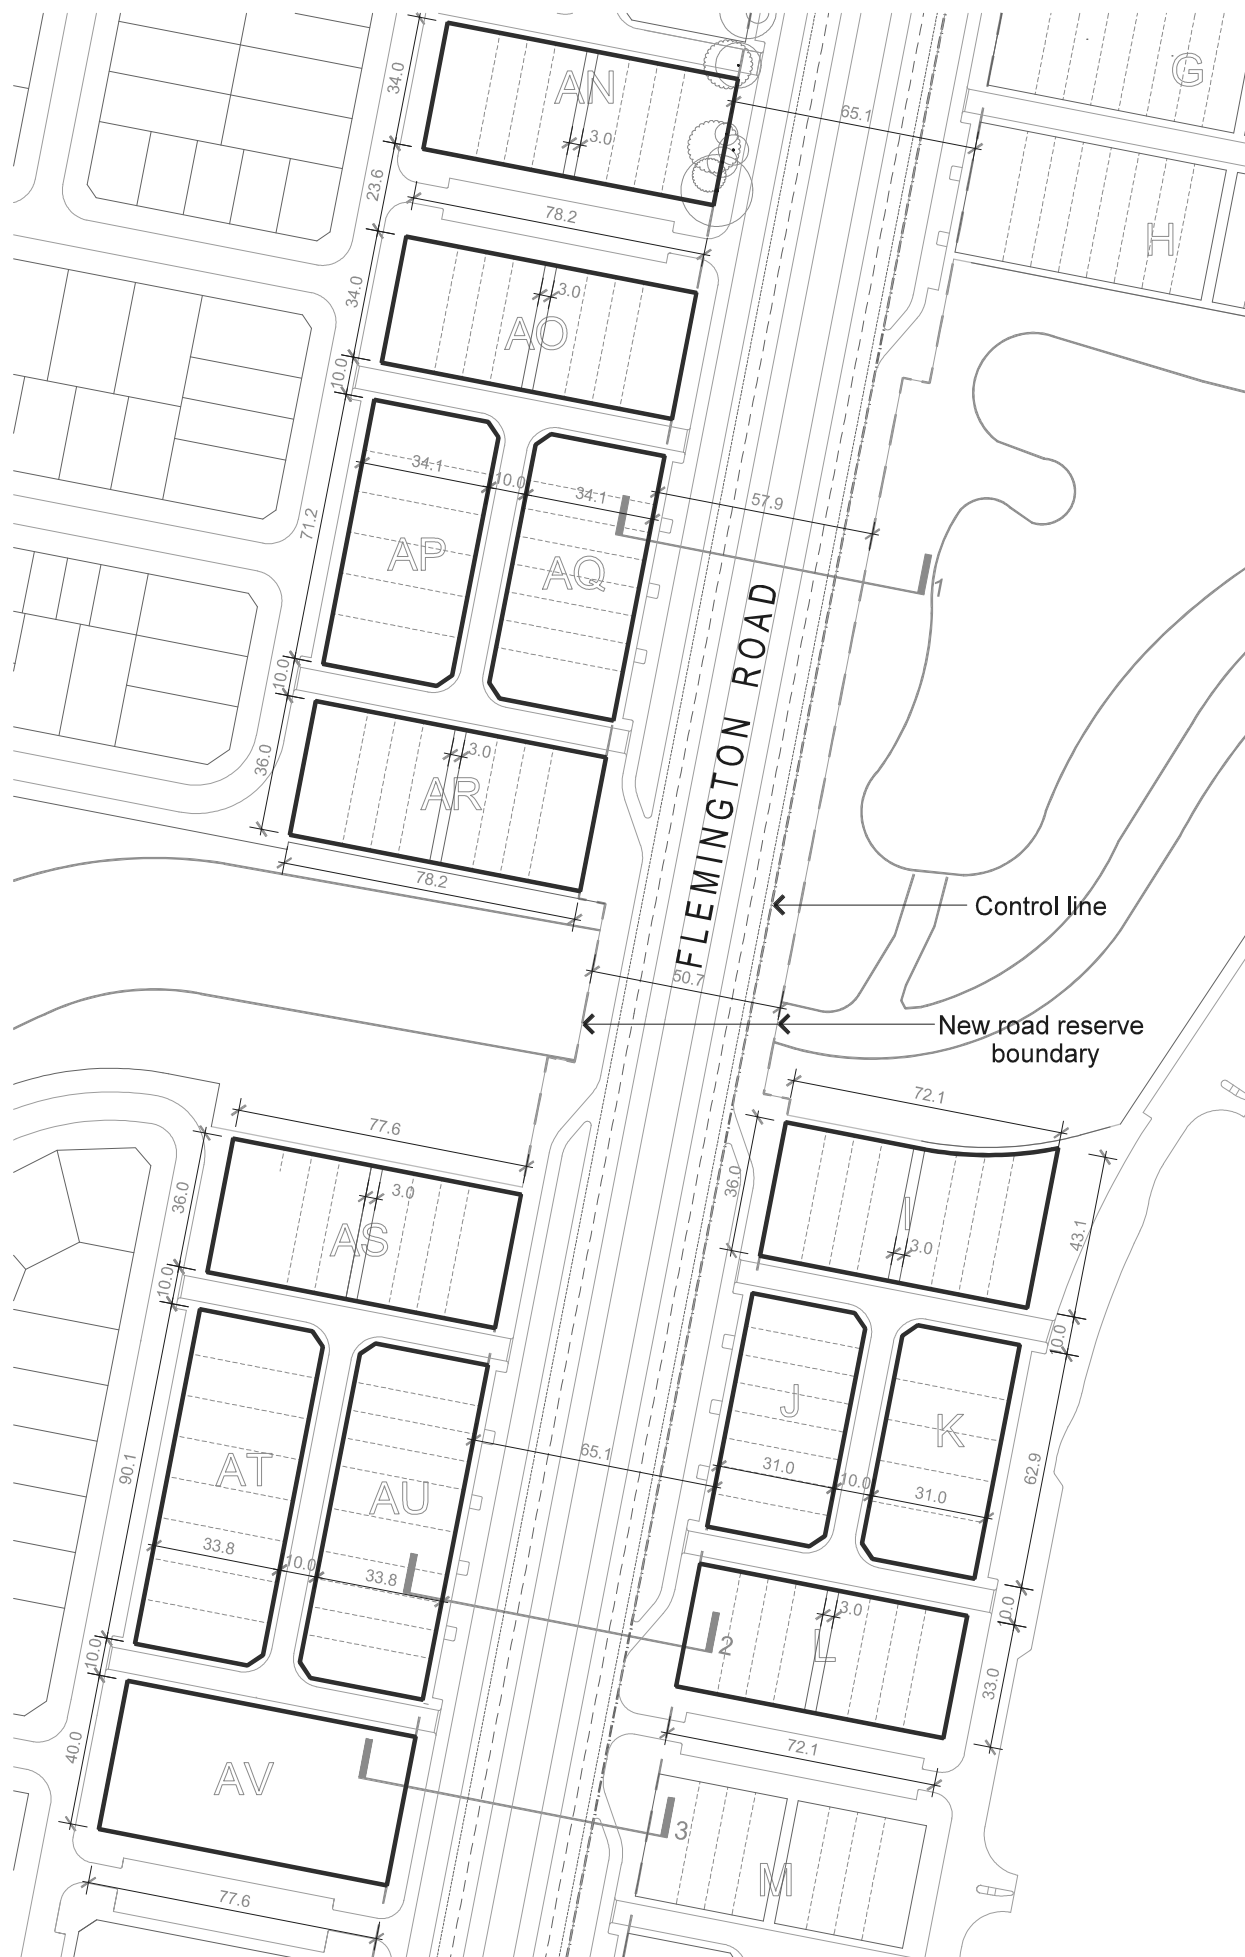 34.0
AN
3.0
65.1
G
23.6
78.2
H
34.0
3.0
AO
10.0
34.1
10.0
34.1
57.9
71.2
AP
AQ
1
FLEMINGTON ROAD
10.0
36.0
3.0
AR
78.2
Control line
50.7
New road reserve
boundary
72.1
77.6
36.0
3.0
AS
36.0
I
3.0
43.1
10.0
10.0
J
K
90.1
AT
AU
65.1
31.0
10.0
31.0
62.9
33.8
10.0
33.8
3.0
10.0
2
L
10.0
33.0
40.0
AV
72.1
3
M
77.6